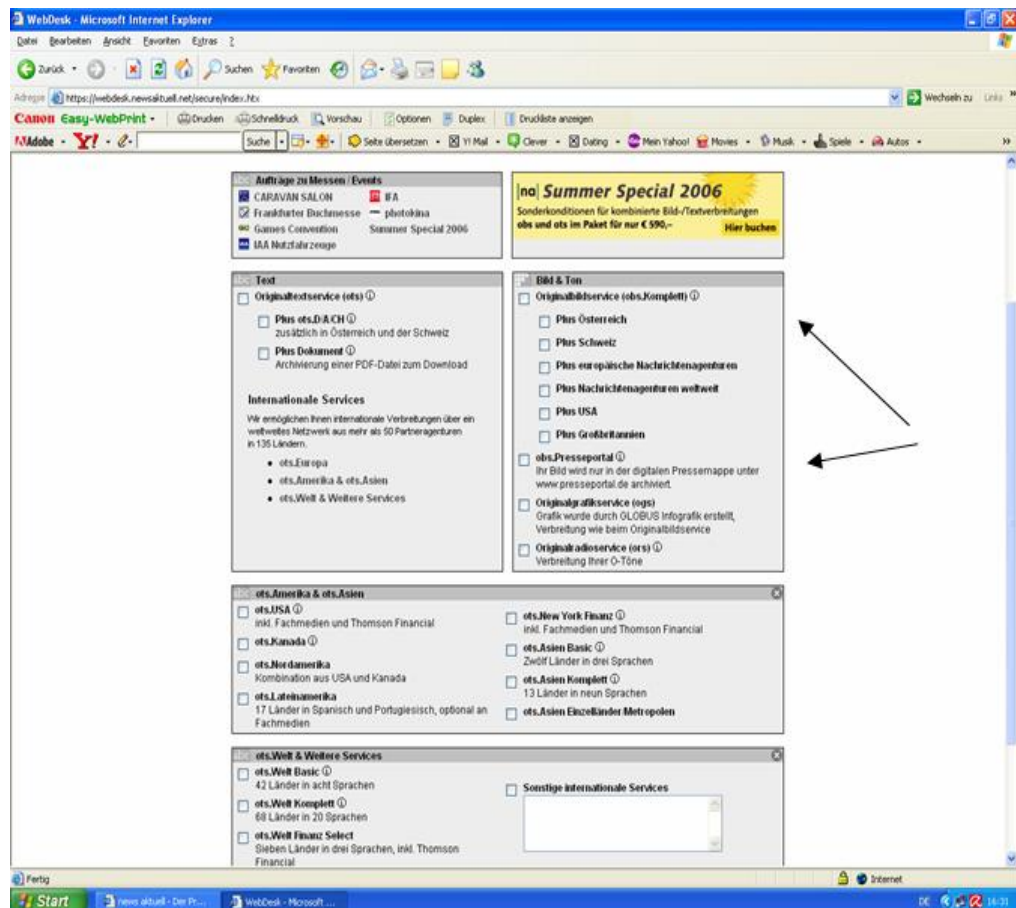 WebDesk - Microsoft Internet Explorer
Datei Bearbeiten Ansicht Favoriten Extras ?
Zurück Suchen Favoriten
Adresse https://webdesk.newsaktuell.net/secure/index.htx Wechseln zu Links »
Canon Easy-WebPrint Drucken Schnelldruck Vorschau Optionen Duplex Druckliste anzeigen
Adobe Y! Suche Seite übersetzen Y! Mail Clever Dating Mein Yahoo! Movies Musik Spiele Autos »
abc Aufträge zu Messen / Events
CARAVAN SALON IFA
Frankfurter Buchmesse photokina
Games Convention Summer Special 2006
IAA Nutzfahrzeuge
|na| Summer Special 2006
Sonderkonditionen für kombinierte Bild-/Textverbreitungen
obs und ots im Paket für nur € 590,–
Hier buchen
abc Text
Originaltextservice (ots)
Plus ots.D/A/CH
zusätzlich in Österreich und der Schweiz
Plus Dokument
Archivierung einer PDF-Datei zum Download
Internationale Services
Wir ermöglichen Ihnen internationale Verbreitungen über ein
weltweites Netzwerk aus mehr als 50 Partneragenturen
in 135 Ländern.
• ots.Europa
• ots.Amerika & ots.Asien
• ots.Welt & Weitere Services
Bild & Ton
Originalbildservice (obs.Komplett)
Plus Österreich
Plus Schweiz
Plus europäische Nachrichtenagenturen
Plus Nachrichtenagenturen weltweit
Plus USA
Plus Großbritannien
obs.Presseportal
Ihr Bild wird nur in der digitalen Pressemappe unter
www.presseportal.de archiviert.
Originalgrafikservice (ogs)
Grafik wurde durch GLOBUS Infografik erstellt,
Verbreitung wie beim Originalbildservice
Originalradioservice (ors)
Verbreitung Ihrer O-Töne
abc ots.Amerika & ots.Asien
ots.USA
inkl. Fachmedien und Thomson Financial
ots.Kanada
ots.Nordamerika
Kombination aus USA und Kanada
ots.Lateinamerika
17 Länder in Spanisch und Portugiesisch, optional an
Fachmedien
ots.New York Finanz
inkl. Fachmedien und Thomson Financial
ots.Asien Basic
Zwölf Länder in drei Sprachen
ots.Asien Komplett
13 Länder in neun Sprachen
ots.Asien Einzelländer Metropolen
abc ots.Welt & Weitere Services
ots.Welt Basic
42 Länder in acht Sprachen
ots.Welt Komplett
68 Länder in 20 Sprachen
ots.Welt Finanz Select
Sieben Länder in drei Sprachen, inkl. Thomson
Financial
Sonstige internationale Services
Fertig Internet
Start news aktuell - Der Pr... WebDesk - Microsoft ... DE 16:31